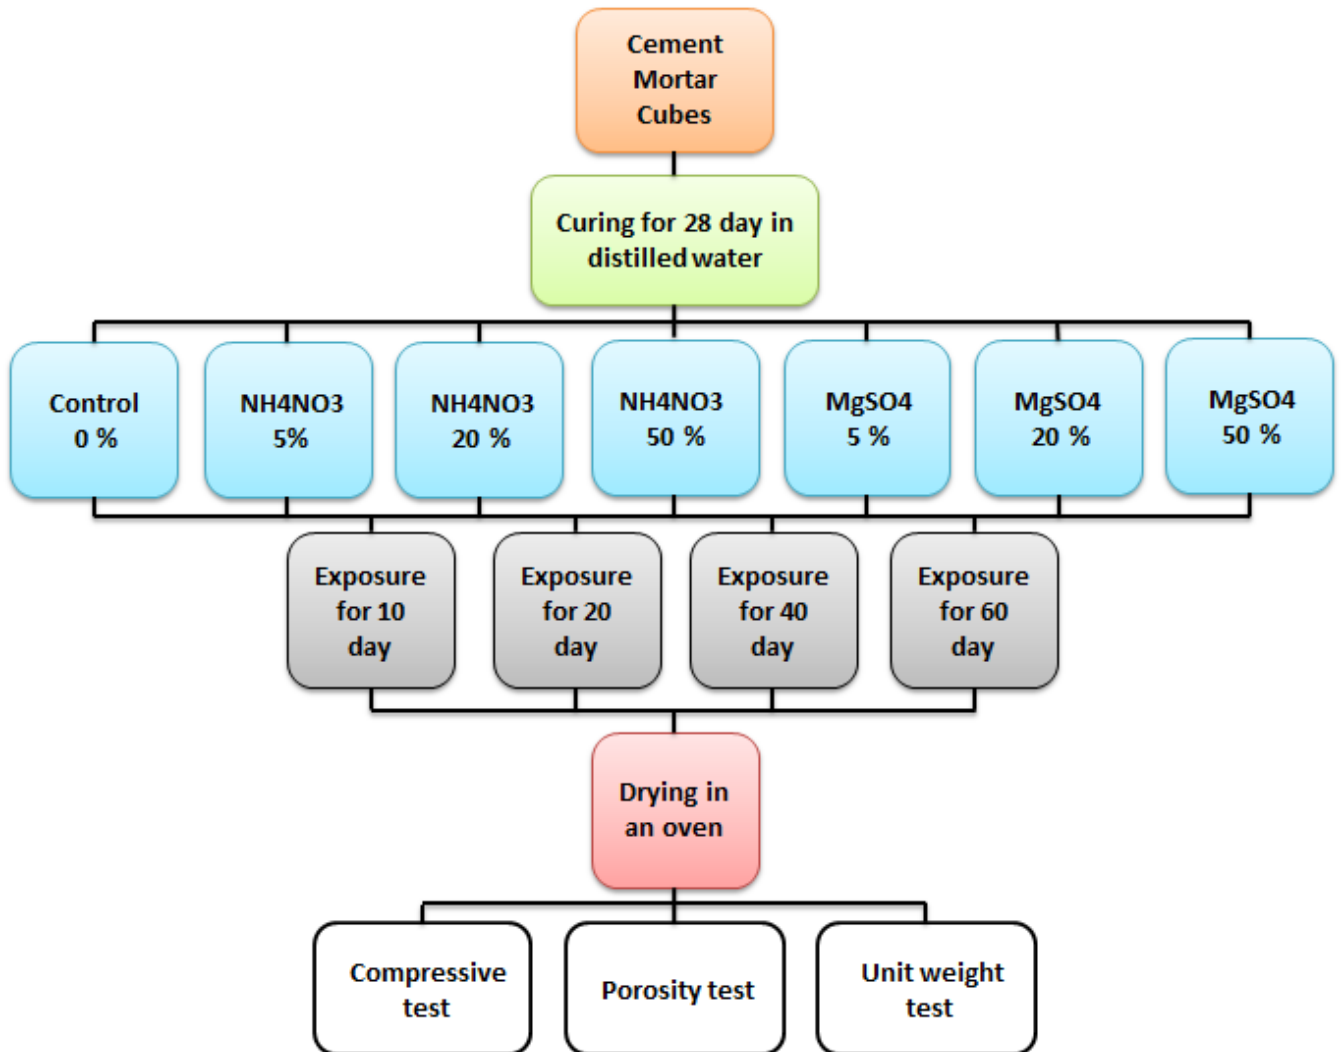 Cement
Mortar
Cubes
Curing for 28 day in
distilled water
Control
0 %
NH4NO3
5%
NH4NO3
20 %
NH4NO3
50 %
MgSO4
5 %
MgSO4
20 %
MgSO4
50 %
Exposure
for 10
day
Exposure
for 20
day
Exposure
for 40
day
Exposure
for 60
day
Drying in
an oven
Compressive
test
Porosity test
Unit weight
test